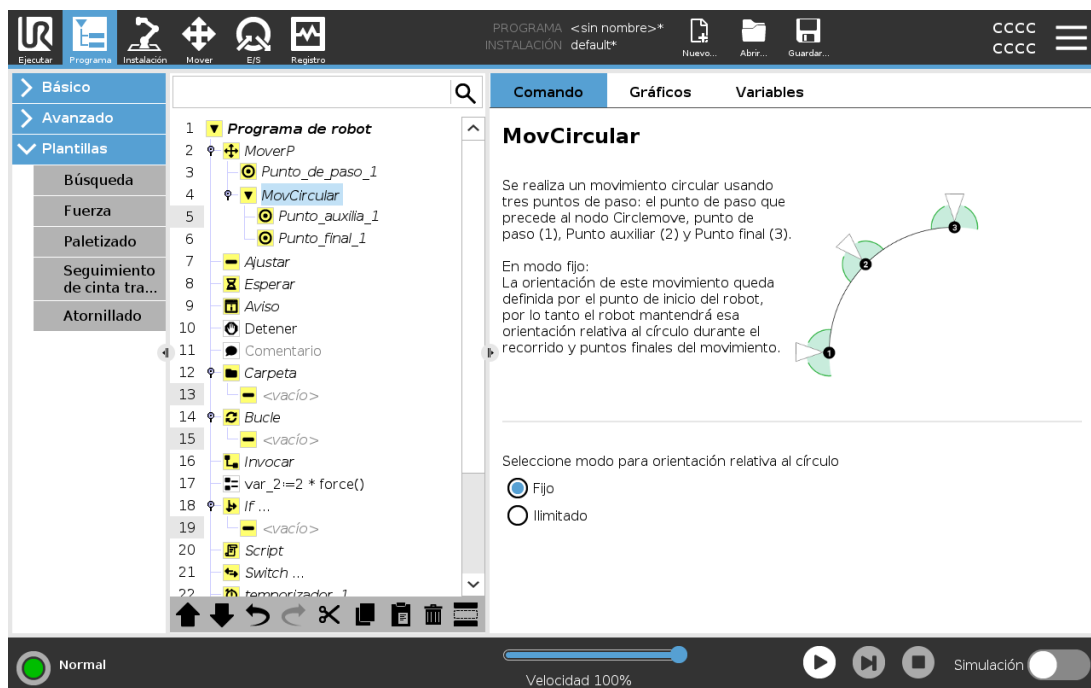 PROGRAMA <sin nombre>*
INSTALACIÓN default*
CCCC
CCCC
UR
Ejecutar
Programa
Instalación
Mover
E/S
Registro
Nuevo...
Abrir...
Guardar...
Básico
Avanzado
Plantillas
Búsqueda
Fuerza
Paletizado
Seguimiento
de cinta tra...
Atornillado
1 Programa de robot
2 MoverP
3 Punto_de_paso_1
4 MovCircular
5 Punto_auxilia_1
6 Punto_final_1
7 Ajustar
8 Esperar
9 Aviso
10 Detener
11 Comentario
12 Carpeta
13 <vacío>
14 Bucle
15 <vacío>
16 Invocar
17 var_2:=2 * force()
18 If ...
19 <vacío>
20 Script
21 Switch ...
22 temporizador_1
Comando
Gráficos
Variables
MovCircular
Se realiza un movimiento circular usando
tres puntos de paso: el punto de paso que
precede al nodo Circlemove, punto de
paso (1), Punto auxiliar (2) y Punto final (3).
En modo fijo:
La orientación de este movimiento queda
definida por el punto de inicio del robot,
por lo tanto el robot mantendrá esa
orientación relativa al círculo durante el
recorrido y puntos finales del movimiento.
3
2
1
Seleccione modo para orientación relativa al círculo
Fijo
Ilimitado
Normal
Velocidad 100%
Simulación